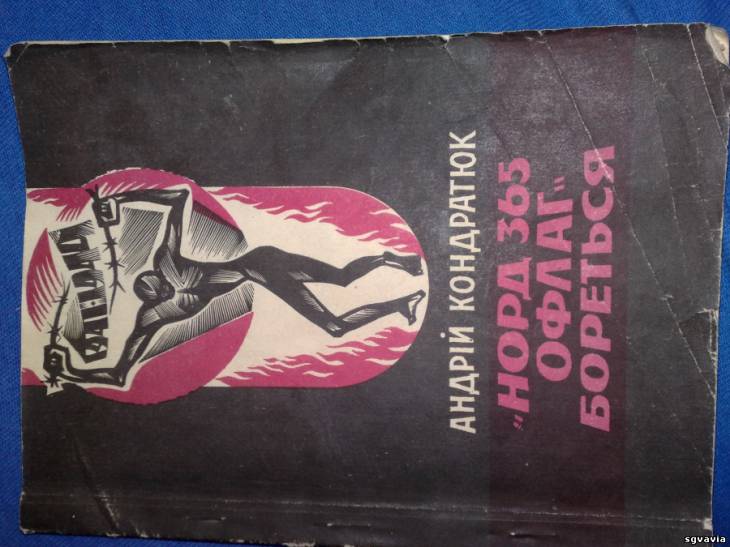 АНДРІЙ КОНДРАТЮК
„НОРД 365
ОФЛАГ“
БОРЕТЬСЯ
sgvavia